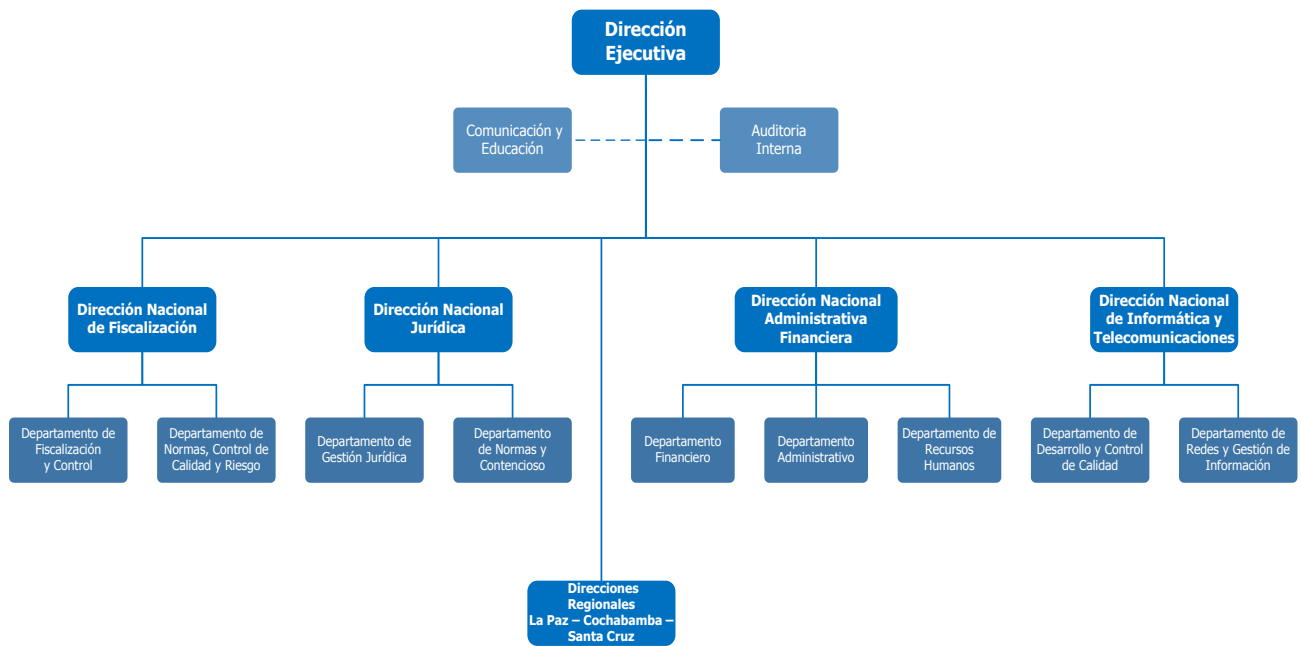 Dirección
Ejecutiva
Comunicación y
Educación
Auditoria
Interna
Dirección Nacional
de Fiscalización
Dirección Nacional
Jurídica
Dirección Nacional
Administrativa
Financiera
Dirección Nacional
de Informática y
Telecomunicaciones
Departamento de
Fiscalización
y Control
Departamento de
Normas, Control de
Calidad y Riesgo
Departamento de
Gestión Jurídica
Departamento
de Normas y
Contencioso
Departamento
Financiero
Departamento
Administrativo
Departamento de
Recursos
Humanos
Departamento de
Desarrollo y Control
de Calidad
Departamento de
Redes y Gestión de
Información
Direcciones
Regionales
La Paz – Cochabamba –
Santa Cruz